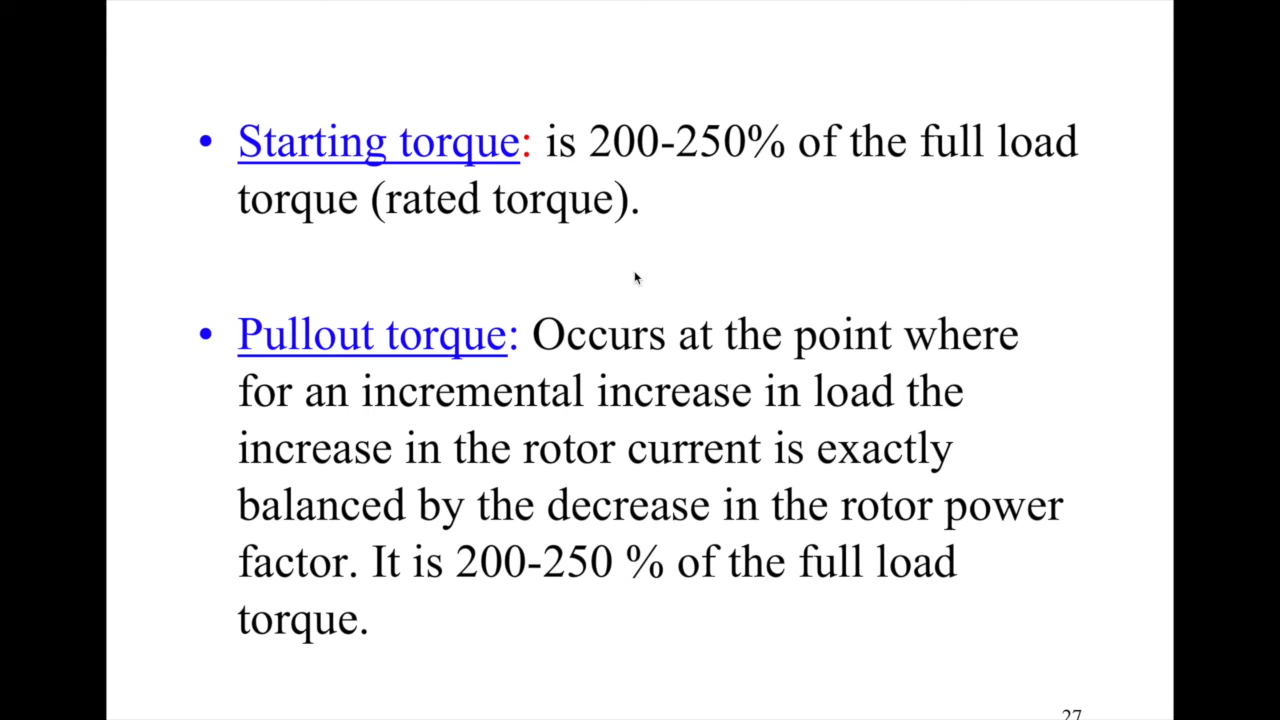 • Starting torque: is 200-250% of the full load
torque (rated torque).
• Pullout torque: Occurs at the point where
for an incremental increase in load the
increase in the rotor current is exactly
balanced by the decrease in the rotor power
factor. It is 200-250 % of the full load
torque.
27